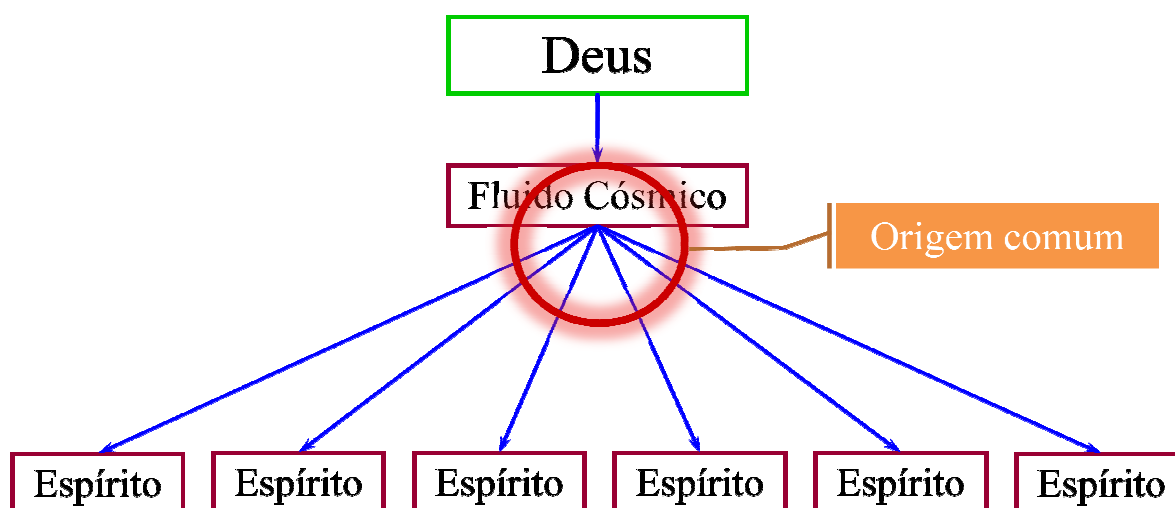 Deus
Fluido Cósmico
Origem comum
Espírito
Espírito
Espírito
Espírito
Espírito
Espírito